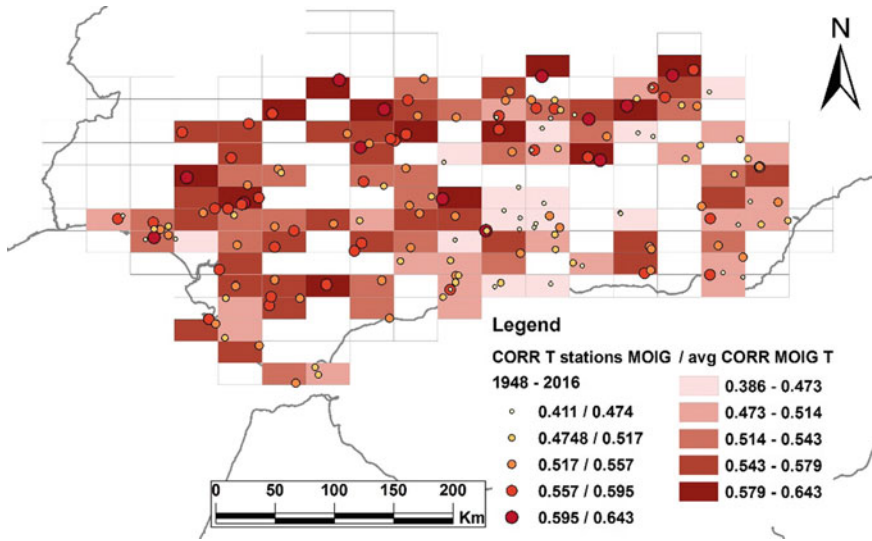 N
Legend
CORR T stations MOIG / avg CORR MOIG T
1948 - 2016
0.411 / 0.474
0.4748 / 0.517
0.517 / 0.557
0.557 / 0.595
0.595 / 0.643
0.386 - 0.473
0.473 - 0.514
0.514 - 0.543
0.543 - 0.579
0.579 - 0.643
0 50 100 150 200
Km